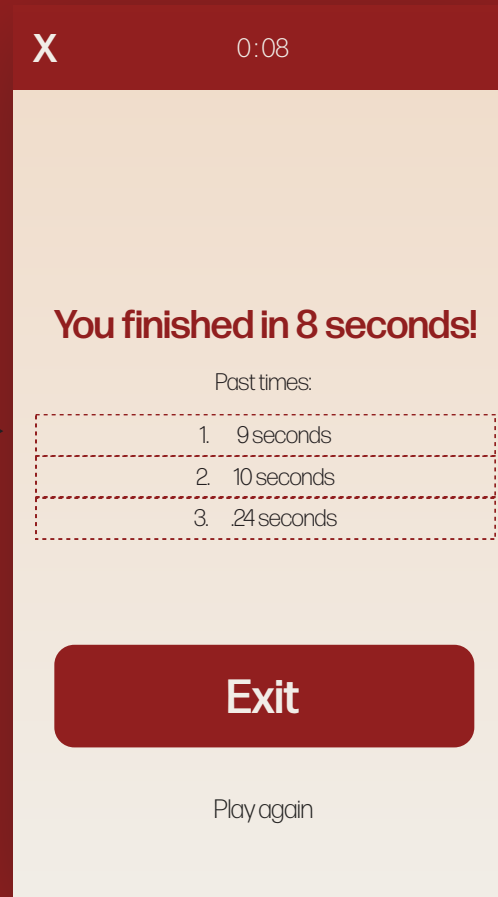 X
0:08
You finished in 8 seconds!
Past times:
1. 9 seconds
2. 10 seconds
3. .24 seconds
Exit
Play again